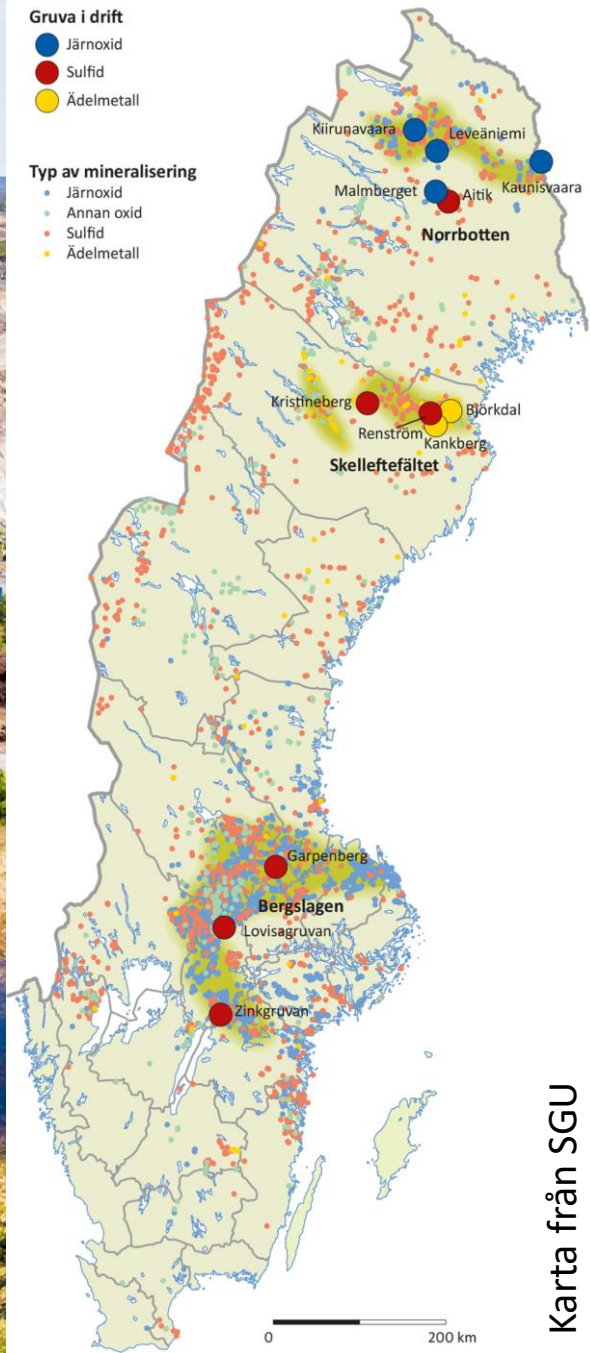 Gruva i drift
Järnoxid
Sulfid
Ädelmetall
Typ av mineralisering
Järnoxid
Annan oxid
Sulfid
Ädelmetall
Kiirunavaara
Leveäniemi
Malmberget
Aitik
Kaunisvaara
Norrbotten
Kristineberg
Björkdal
Renström
Kankberg
Skelleftefältet
Garpenberg
Bergslagen
Lovisagruvan
Zinkgruvan
0 200 km
Karta från SGU